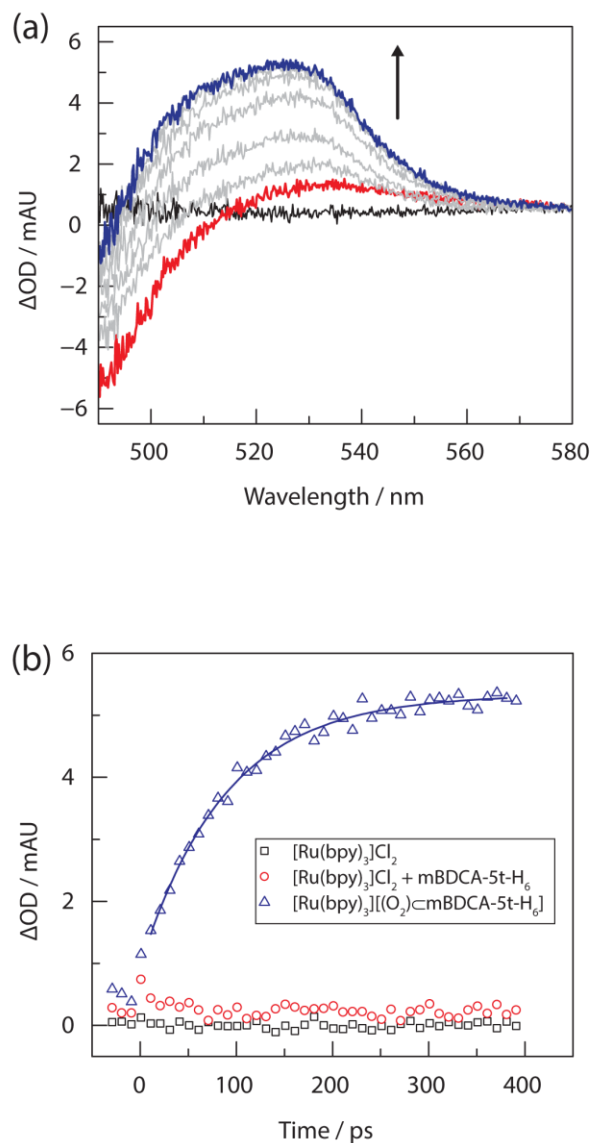 (a)
6
4
2
0
−2
−4
−6
ΔOD / mAU
500 520 540 560 580
Wavelength / nm
(b)
6
4
2
0
ΔOD / mAU
[Ru(bpy)₃]Cl₂
[Ru(bpy)₃]Cl₂ + mBDCA-5t-H₆
[Ru(bpy)₃][(O₂)⊂mBDCA-5t-H₆]
0 100 200 300 400
Time / ps